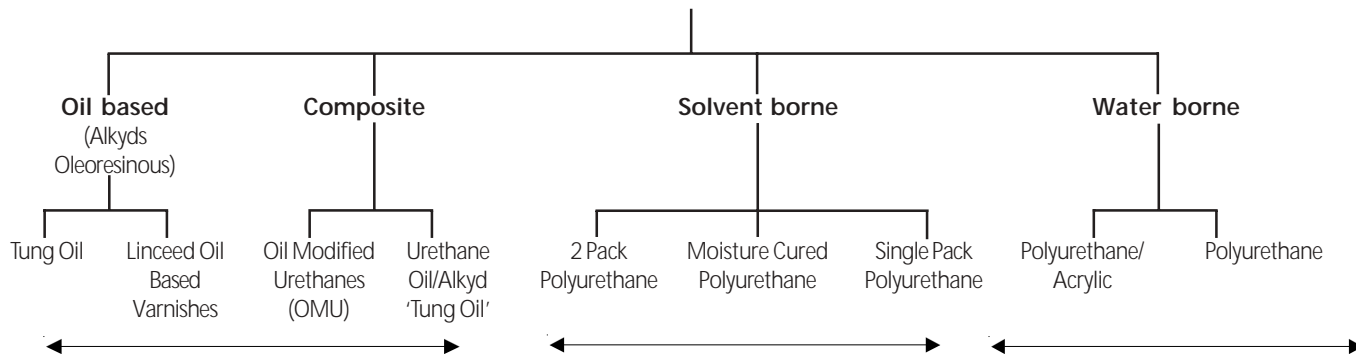 Oil based
(Alkyds
Oleoresinous)
Composite
Solvent borne
Water borne
Tung Oil
Linceed Oil
Based
Varnishes
Oil Modified
Urethanes
(OMU)
Urethane
Oil/Alkyd
‘Tung Oil’
2 Pack
Polyurethane
Moisture Cured
Polyurethane
Single Pack
Polyurethane
Polyurethane/
Acrylic
Polyurethane